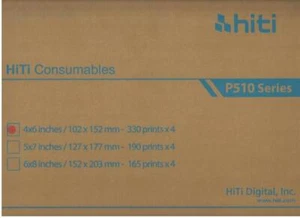 hiti
HiTi Consumables
P510 Series
4x6 inches / 102 x 152 mm - 330 prints x 4
5x7 inches / 127 x 177 mm - 190 prints x 4
6x8 inches / 152 x 203 mm - 165 prints x 4
HiTi Digital, Inc.